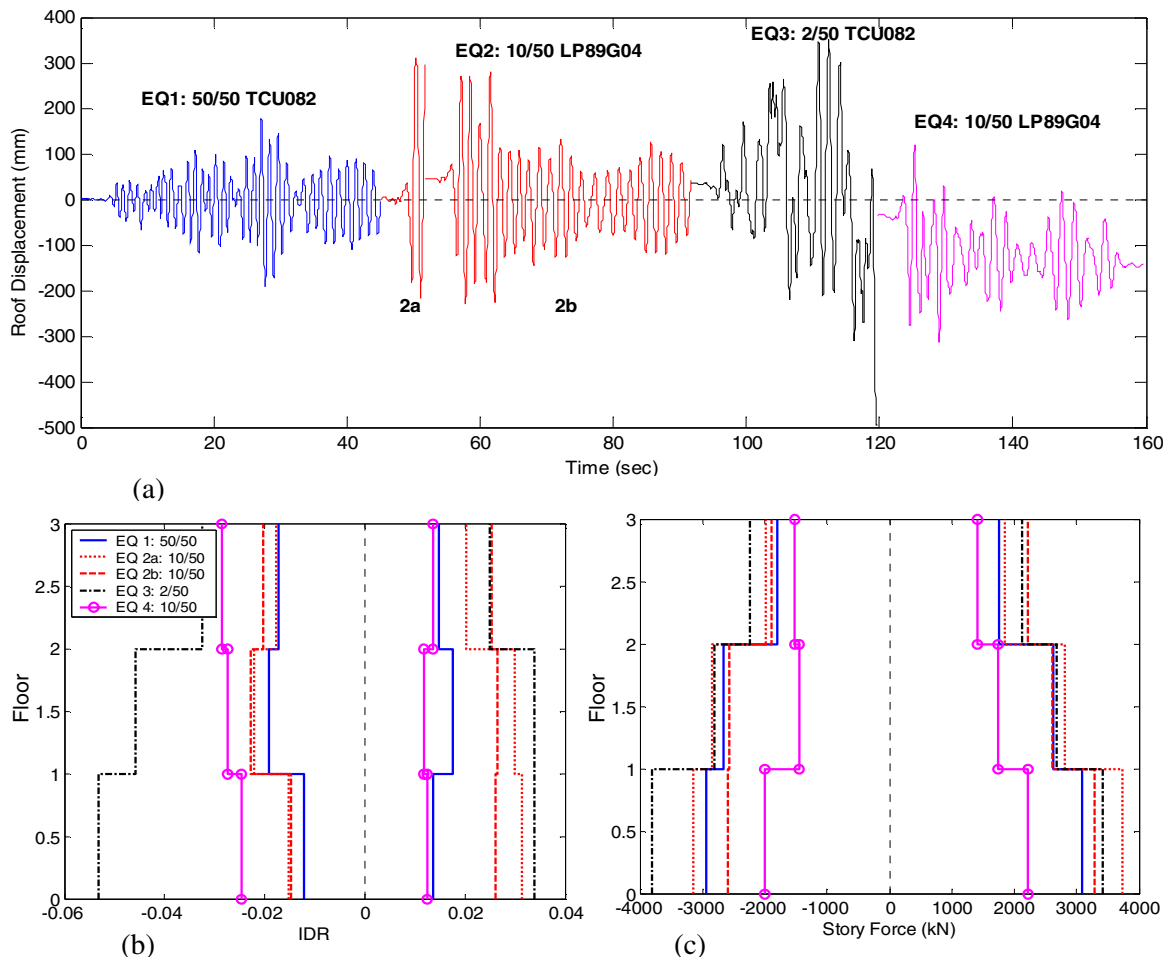 400
300
200
100
0
-100
-200
-300
-400
-500
Roof Displacement (mm)
EQ1: 50/50 TCU082
EQ2: 10/50 LP89G04
EQ3: 2/50 TCU082
EQ4: 10/50 LP89G04
2a
2b
0 20 40 60 80 100 120 140 160
Time (sec)
(a)
3
2.5
2
1.5
1
0.5
0
Floor
EQ 1: 50/50
EQ 2a: 10/50
EQ 2b: 10/50
EQ 3: 2/50
EQ 4: 10/50
-0.06 -0.04 -0.02 0 0.02 0.04
IDR
(b)
3
2.5
2
1.5
1
0.5
0
Floor
-4000 -3000 -2000 -1000 0 1000 2000 3000 4000
Story Force (kN)
(c)